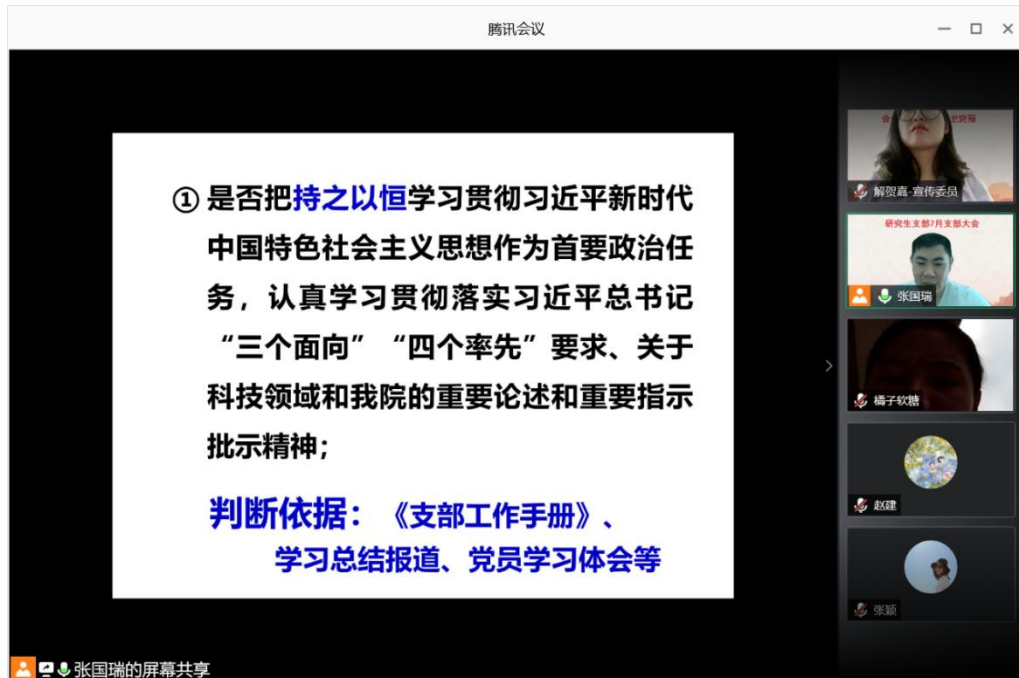 腾讯会议
① 是否把持之以恒学习贯彻习近平新时代
中国特色社会主义思想作为首要政治任
务，认真学习贯彻落实习近平总书记
“三个面向”“四个率先”要求、关于
科技领域和我院的重要论述和重要指示
批示精神；
判断依据：《支部工作手册》、
学习总结报道、党员学习体会等
解贺嘉-宣传委员
研究生支部7月支部大会
张国瑞
橘子软糖
赵建
张颖
张国瑞的屏幕共享